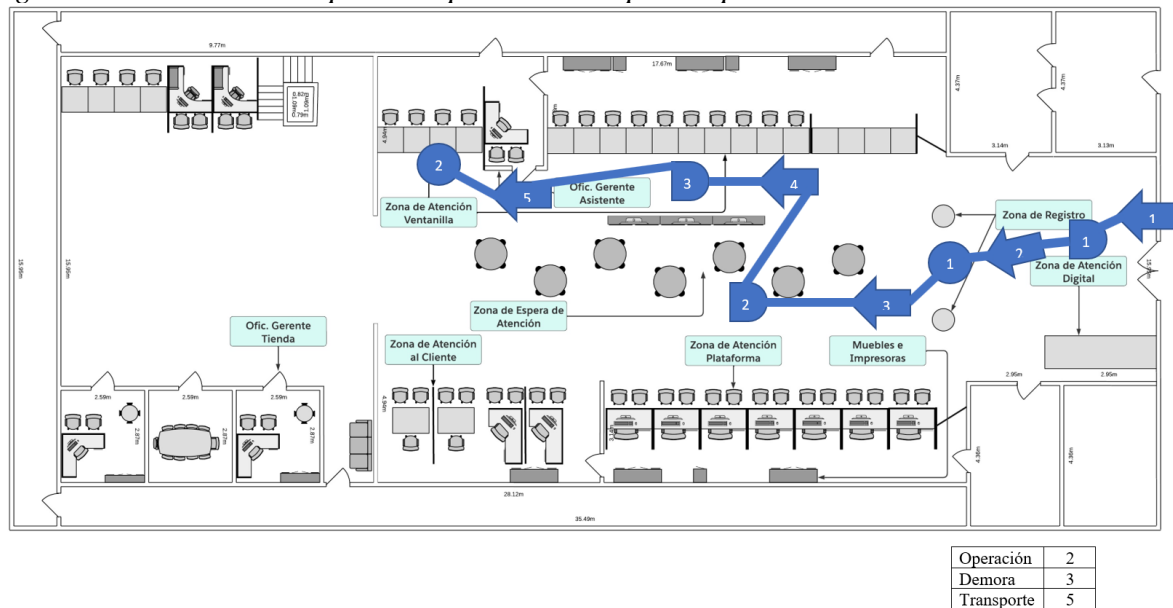 9.77m
17.67m
4.37m
4.37m
0.82m
1.09m
0.79m
4.94m
3.14m
3.13m
2
3
4
5
Ofic. Gerente
Asistente
Zona de Atención
Ventanilla
Zona de Registro
1
1
2
1
15.95m
15.95m
Zona de Atención
Digital
2
3
Zona de Espera de
Atención
Ofic. Gerente
Tienda
Zona de Atención
al Cliente
Zona de Atención
Plataforma
Muebles e
Impresoras
2.95m
2.95m
2.59m
2.59m
2.59m
2.87m
2.87m
2.87m
4.94m
4.36m
4.36m
28.12m
35.49m
Operación 2
Demora 3
Transporte 5